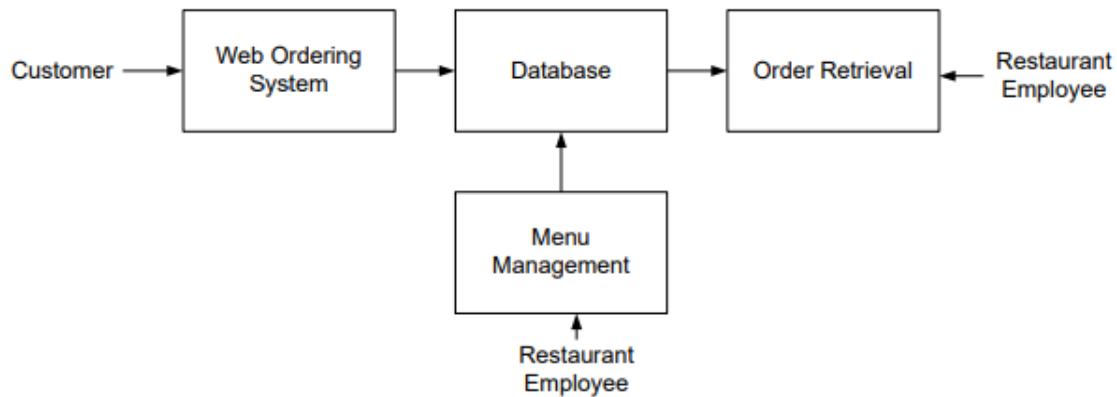 Customer
Web Ordering
System
Database
Order Retrieval
Restaurant
Employee
Menu
Management
Restaurant
Employee